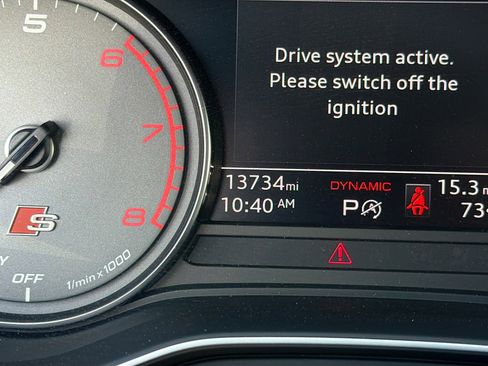 Drive system active.
Please switch off the
ignition
5
6
7
8
S
OFF
1/min x 1000
13734mi
DYNAMIC
15.3
10:40 AM
P
73